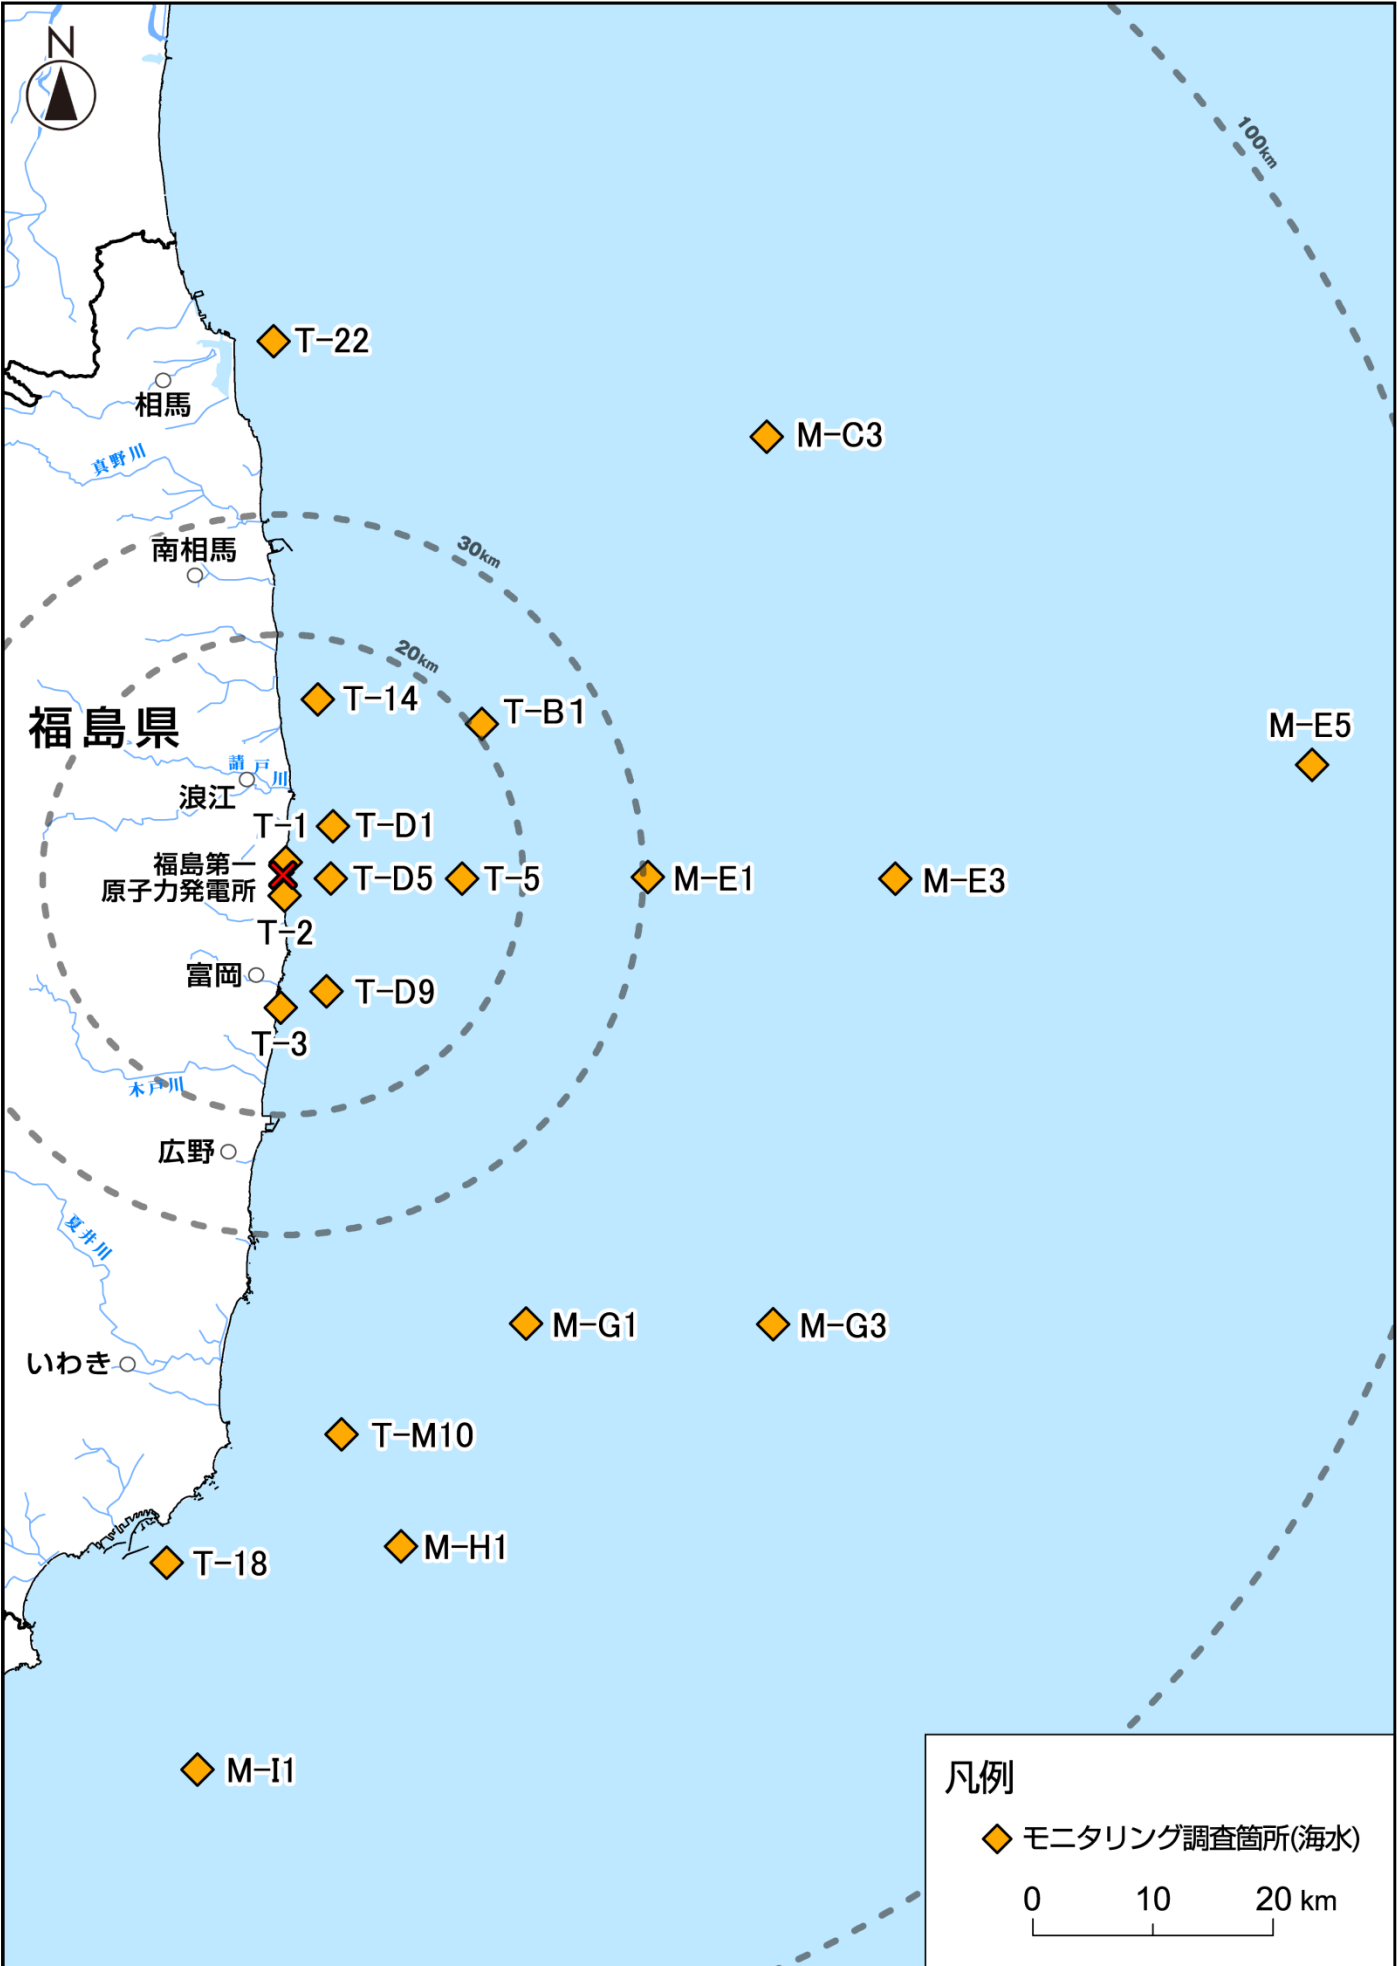 N
100km
T-22
相馬
M-C3
真野川
30km
南相馬
20km
T-14
T-B1
福島県
M-E5
請戸川
浪江
T-1
T-D1
福島第一
原子力発電所
T-D5
T-5
M-E1
M-E3
T-2
富岡
T-D9
T-3
木戸川
広野
夏井川
M-G1
M-G3
いわき
T-M10
M-H1
T-18
M-I1
凡例
モニタリング調査箇所(海水)
0 10 20 km